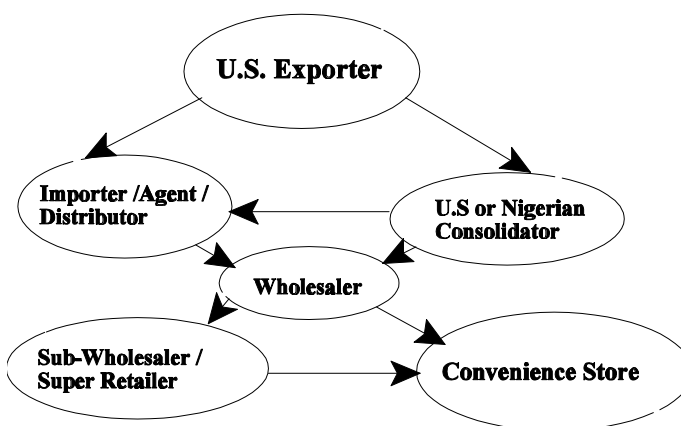 U.S. Exporter
Importer /Agent /
Distributor
U.S or Nigerian
Consolidator
Wholesaler
Sub-Wholesaler /
Super Retailer
Convenience Store